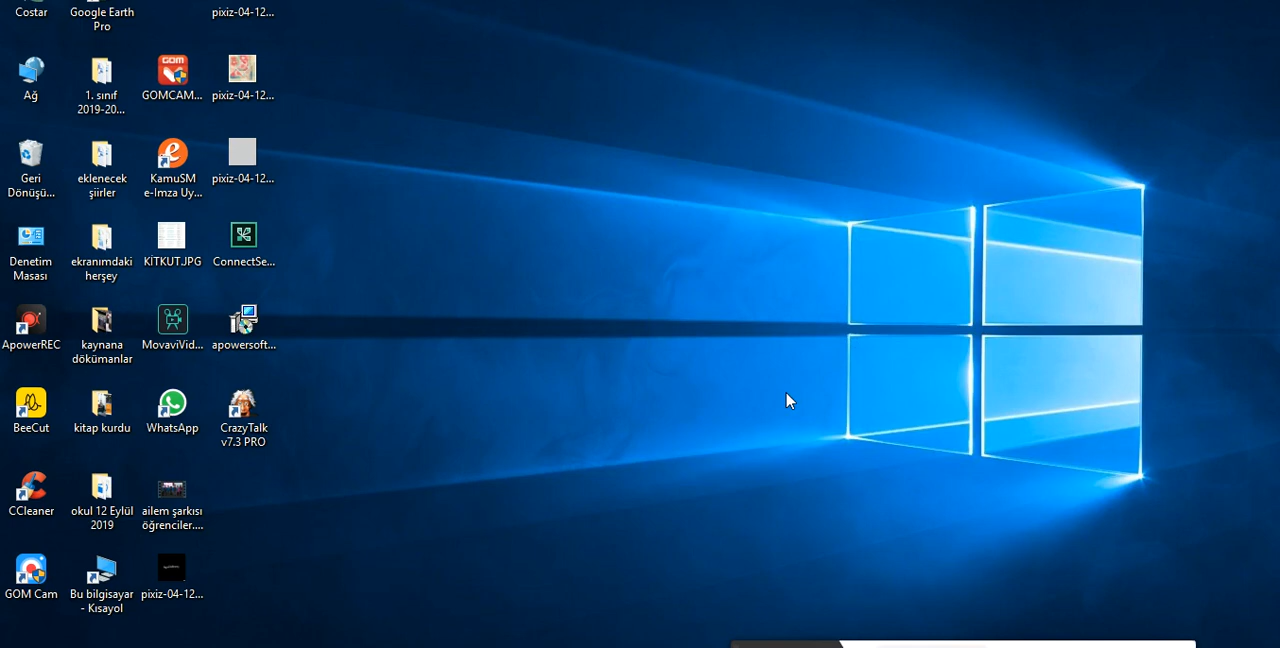 Costar
Google Earth
Pro
pixiz-04-12...
Ağ
1. sınıf
2019-20...
GOM
GOMCAM...
pixiz-04-12...
Geri
Dönüşü...
eklenecek
şiirler
KamuSM
e-Imza Uy...
pixiz-04-12...
Denetim
Masası
ekranımdaki
herşey
KİTKUT.JPG
ConnectSe...
ApowerREC
kaynana
dökümanlar
MovaviVid...
apowersoft...
BeeCut
kitap kurdu
WhatsApp
CrazyTalk
v7.3 PRO
CCleaner
okul 12 Eylül
2019
ailem şarkısı
öğrenciler....
GOM Cam
Bu bilgisayar
- Kısayol
pixiz-04-12...